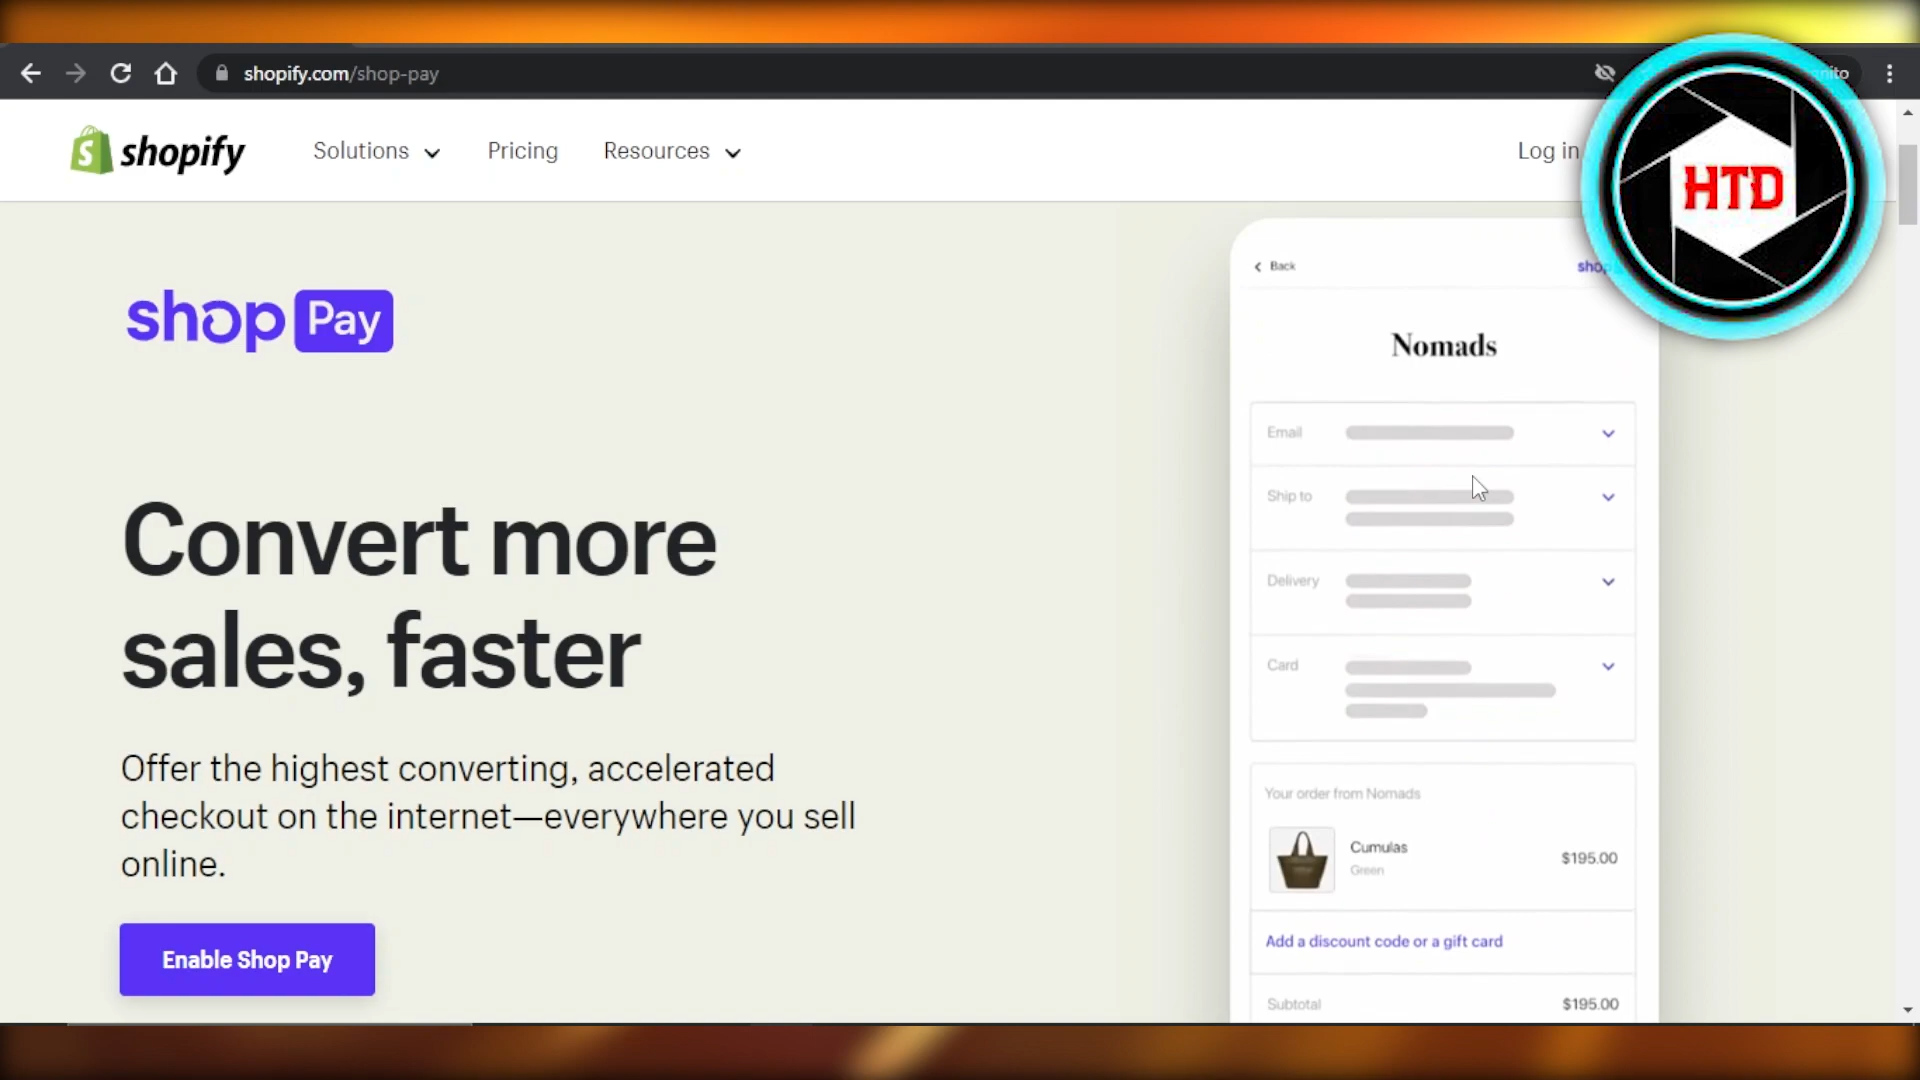 shopify.com/shop-pay
shopify
Solutions
Pricing
Resources
Log in
HTD
shop Pay
Convert more
sales, faster
Offer the highest converting, accelerated
checkout on the internet—everywhere you sell
online.
Enable Shop Pay
Back
shop
Nomads
Email
Ship to
Delivery
Card
Your order from Nomads
Cumulas
Green
$195.00
Add a discount code or a gift card
Subtotal
$195.00